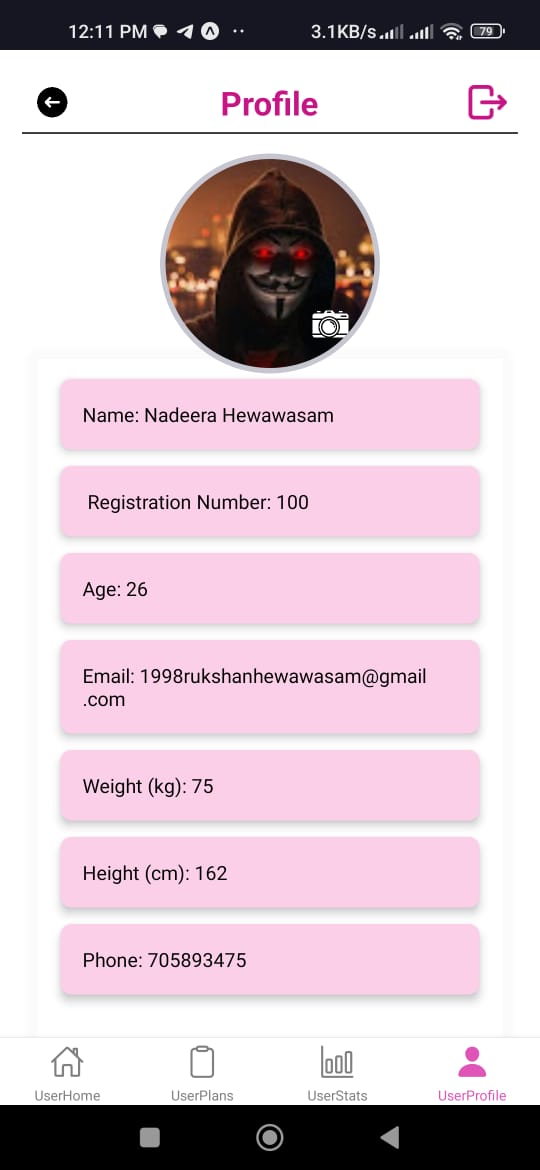 12:11 PM
3.1KB/s
79
Profile
Name: Nadeera Hewawasam
Registration Number: 100
Age: 26
Email: 1998rukshanhewawasam@gmail
.com
Weight (kg): 75
Height (cm): 162
Phone: 705893475
UserHome
UserPlans
UserStats
UserProfile